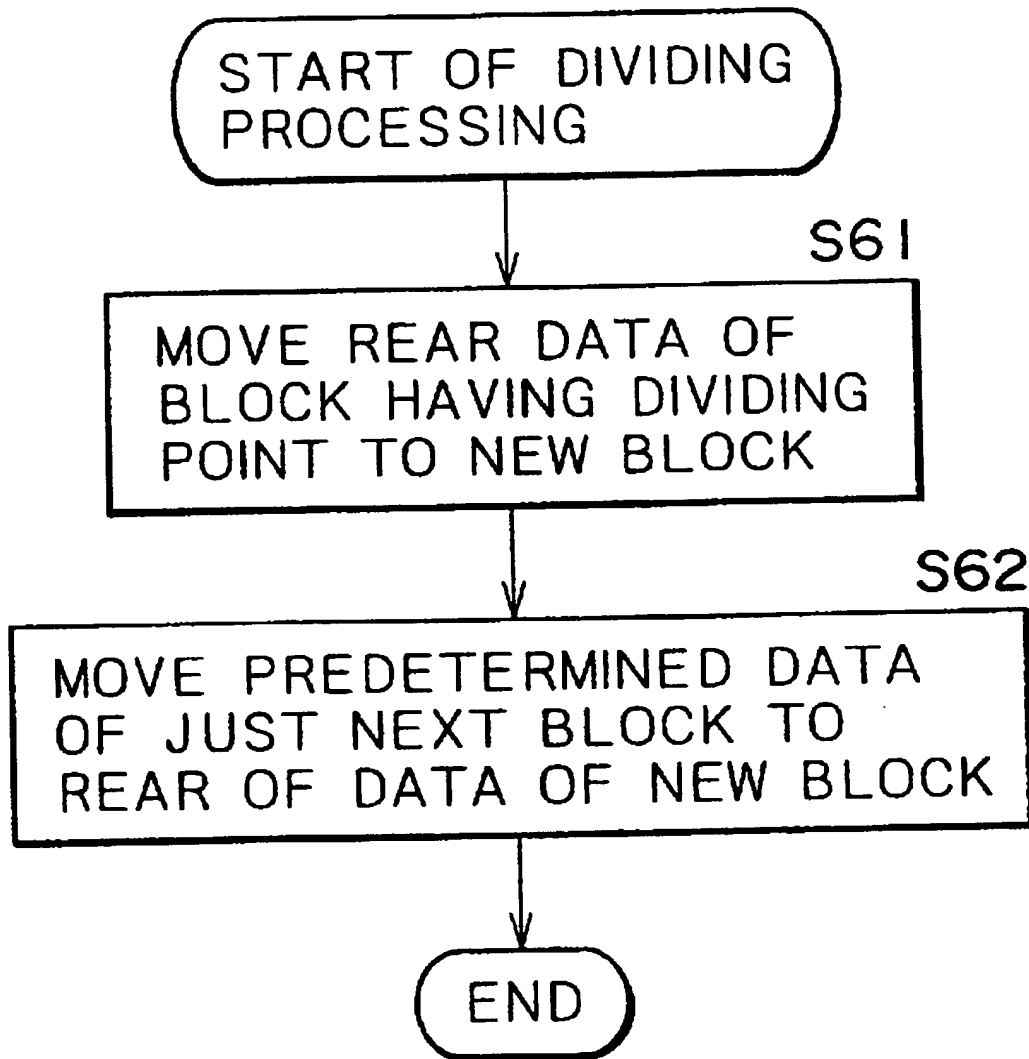 START OF DIVIDING
PROCESSING
S61
MOVE REAR DATA OF
BLOCK HAVING DIVIDING
POINT TO NEW BLOCK
S62
MOVE PREDETERMINED DATA
OF JUST NEXT BLOCK TO
REAR OF DATA OF NEW BLOCK
END